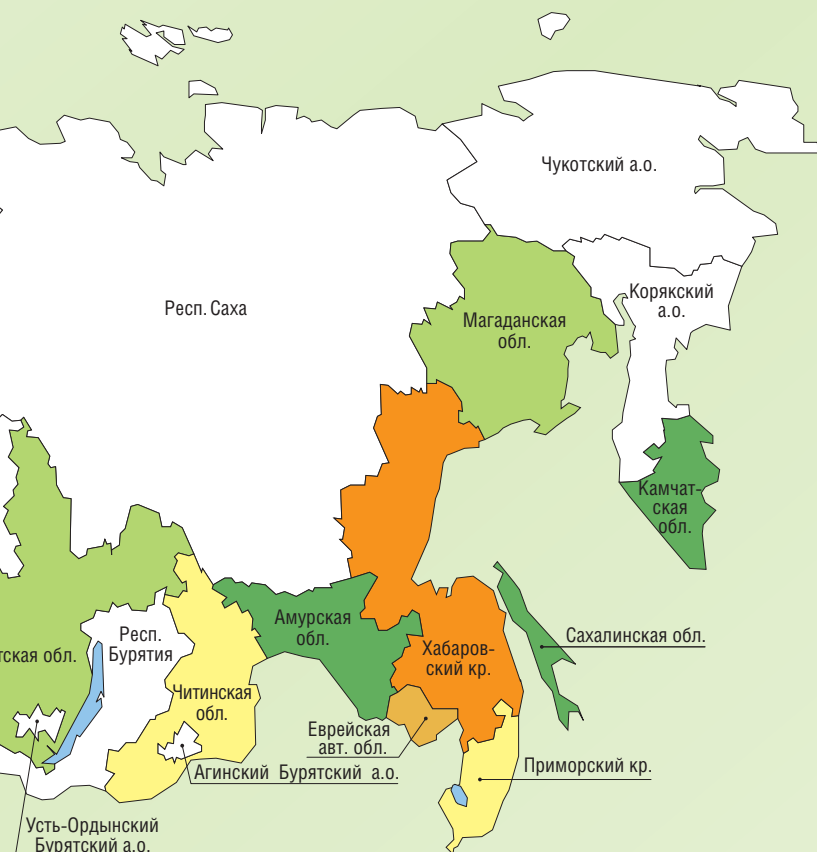 Чукотский а.о.
Корякский
а.о.
Респ. Саха
Магаданская
обл.
Камчат-
ская
обл.
Амурская
обл.
Сахалинская обл.
Респ.
Бурятия
тская обл.
Хабаров-
ский кр.
Читинская
обл.
Еврейская
авт. обл.
Агинский Бурятский а.о.
Приморский кр.
Усть-Ордынский
Бурятский а.о.